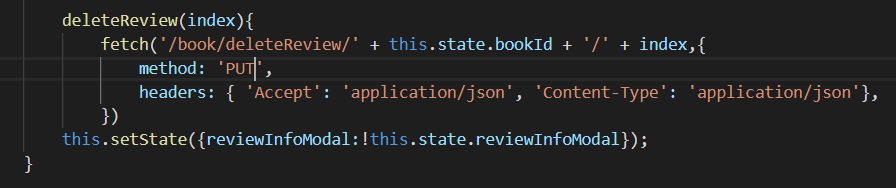 deleteReview(index){
fetch('/book/deleteReview/' + this.state.bookId + '/' + index,{
method: 'PUT',
headers: { 'Accept': 'application/json', 'Content-Type': 'application/json'},
})
this.setState({reviewInfoModal:!this.state.reviewInfoModal});
}